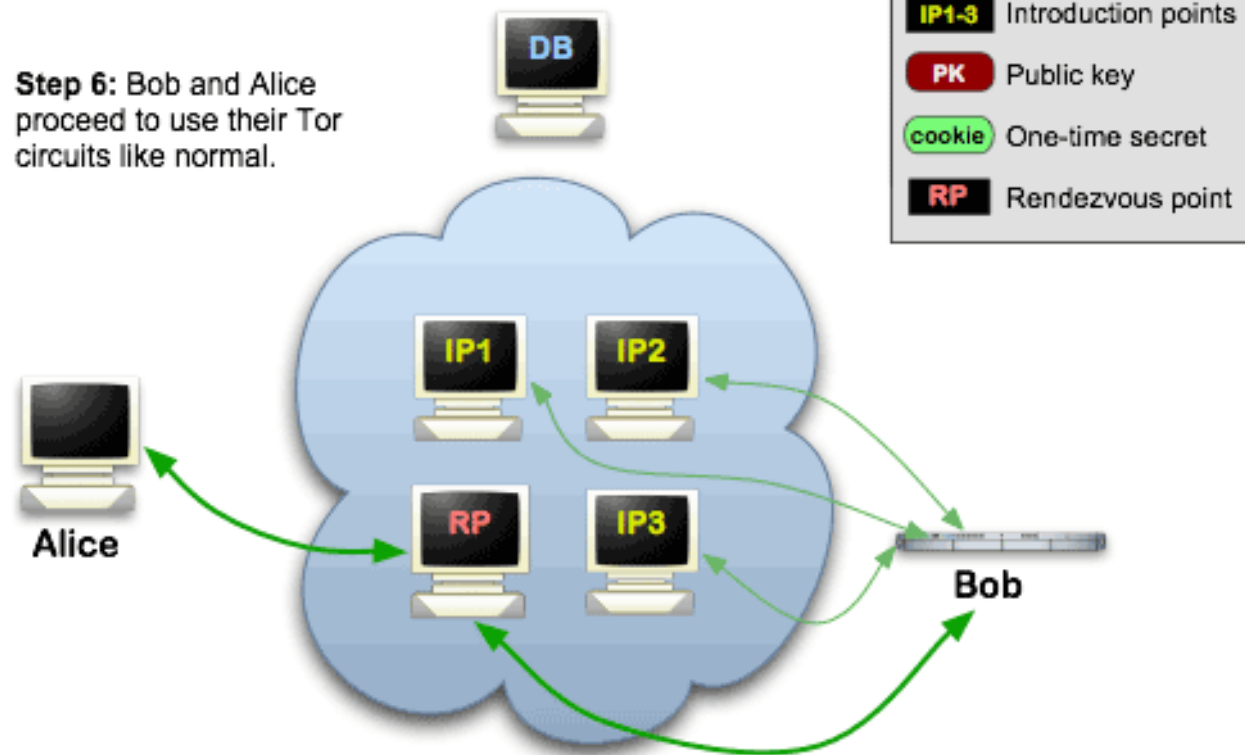 DB
Step 6: Bob and Alice
proceed to use their Tor
circuits like normal.
IP1-3 Introduction points
PK Public key
cookie One-time secret
RP Rendezvous point
IP1
IP2
Alice
RP
IP3
Bob